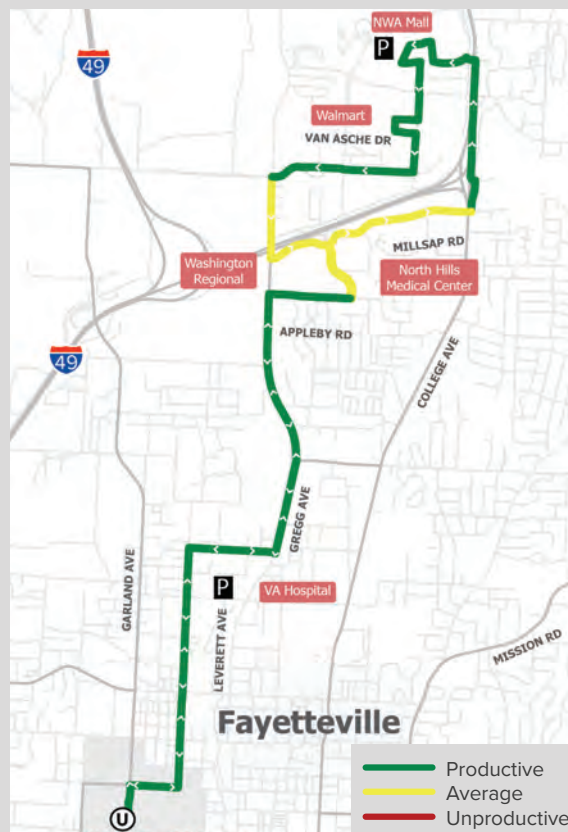 NWA Mall
P
49
Walmart
VAN ASCHE DR
MILLSAP RD
Washington
Regional
North Hills
Medical Center
APPLEBY RD
49
COLLEGE AVE
GREGG AVE
GARLAND AVE
P
VA Hospital
LEVERETT AVE
MISSION RD
Fayetteville
Productive
Average
Unproductive
U